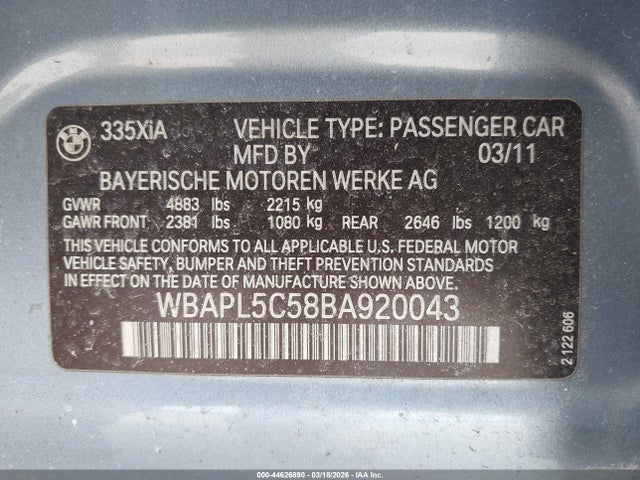 BMW
335XiA VEHICLE TYPE: PASSENGER CAR
MFD BY 03/11
BAYERISCHE MOTOREN WERKE AG
GVWR 4883 lbs 2215 kg
GAWR FRONT 2381 lbs 1080 kg REAR 2646 lbs 1200 kg
THIS VEHICLE CONFORMS TO ALL APPLICABLE U.S. FEDERAL MOTOR
VEHICLE SAFETY, BUMPER AND THEFT PREVENTION STANDARDS
IN EFFECT ON THE DATE OF MANUFACTURE SHOWN ABOVE.
WBAPL5C58BA920043
2 122 606
000-44626890 - 03/18/2026 - IAA Inc.